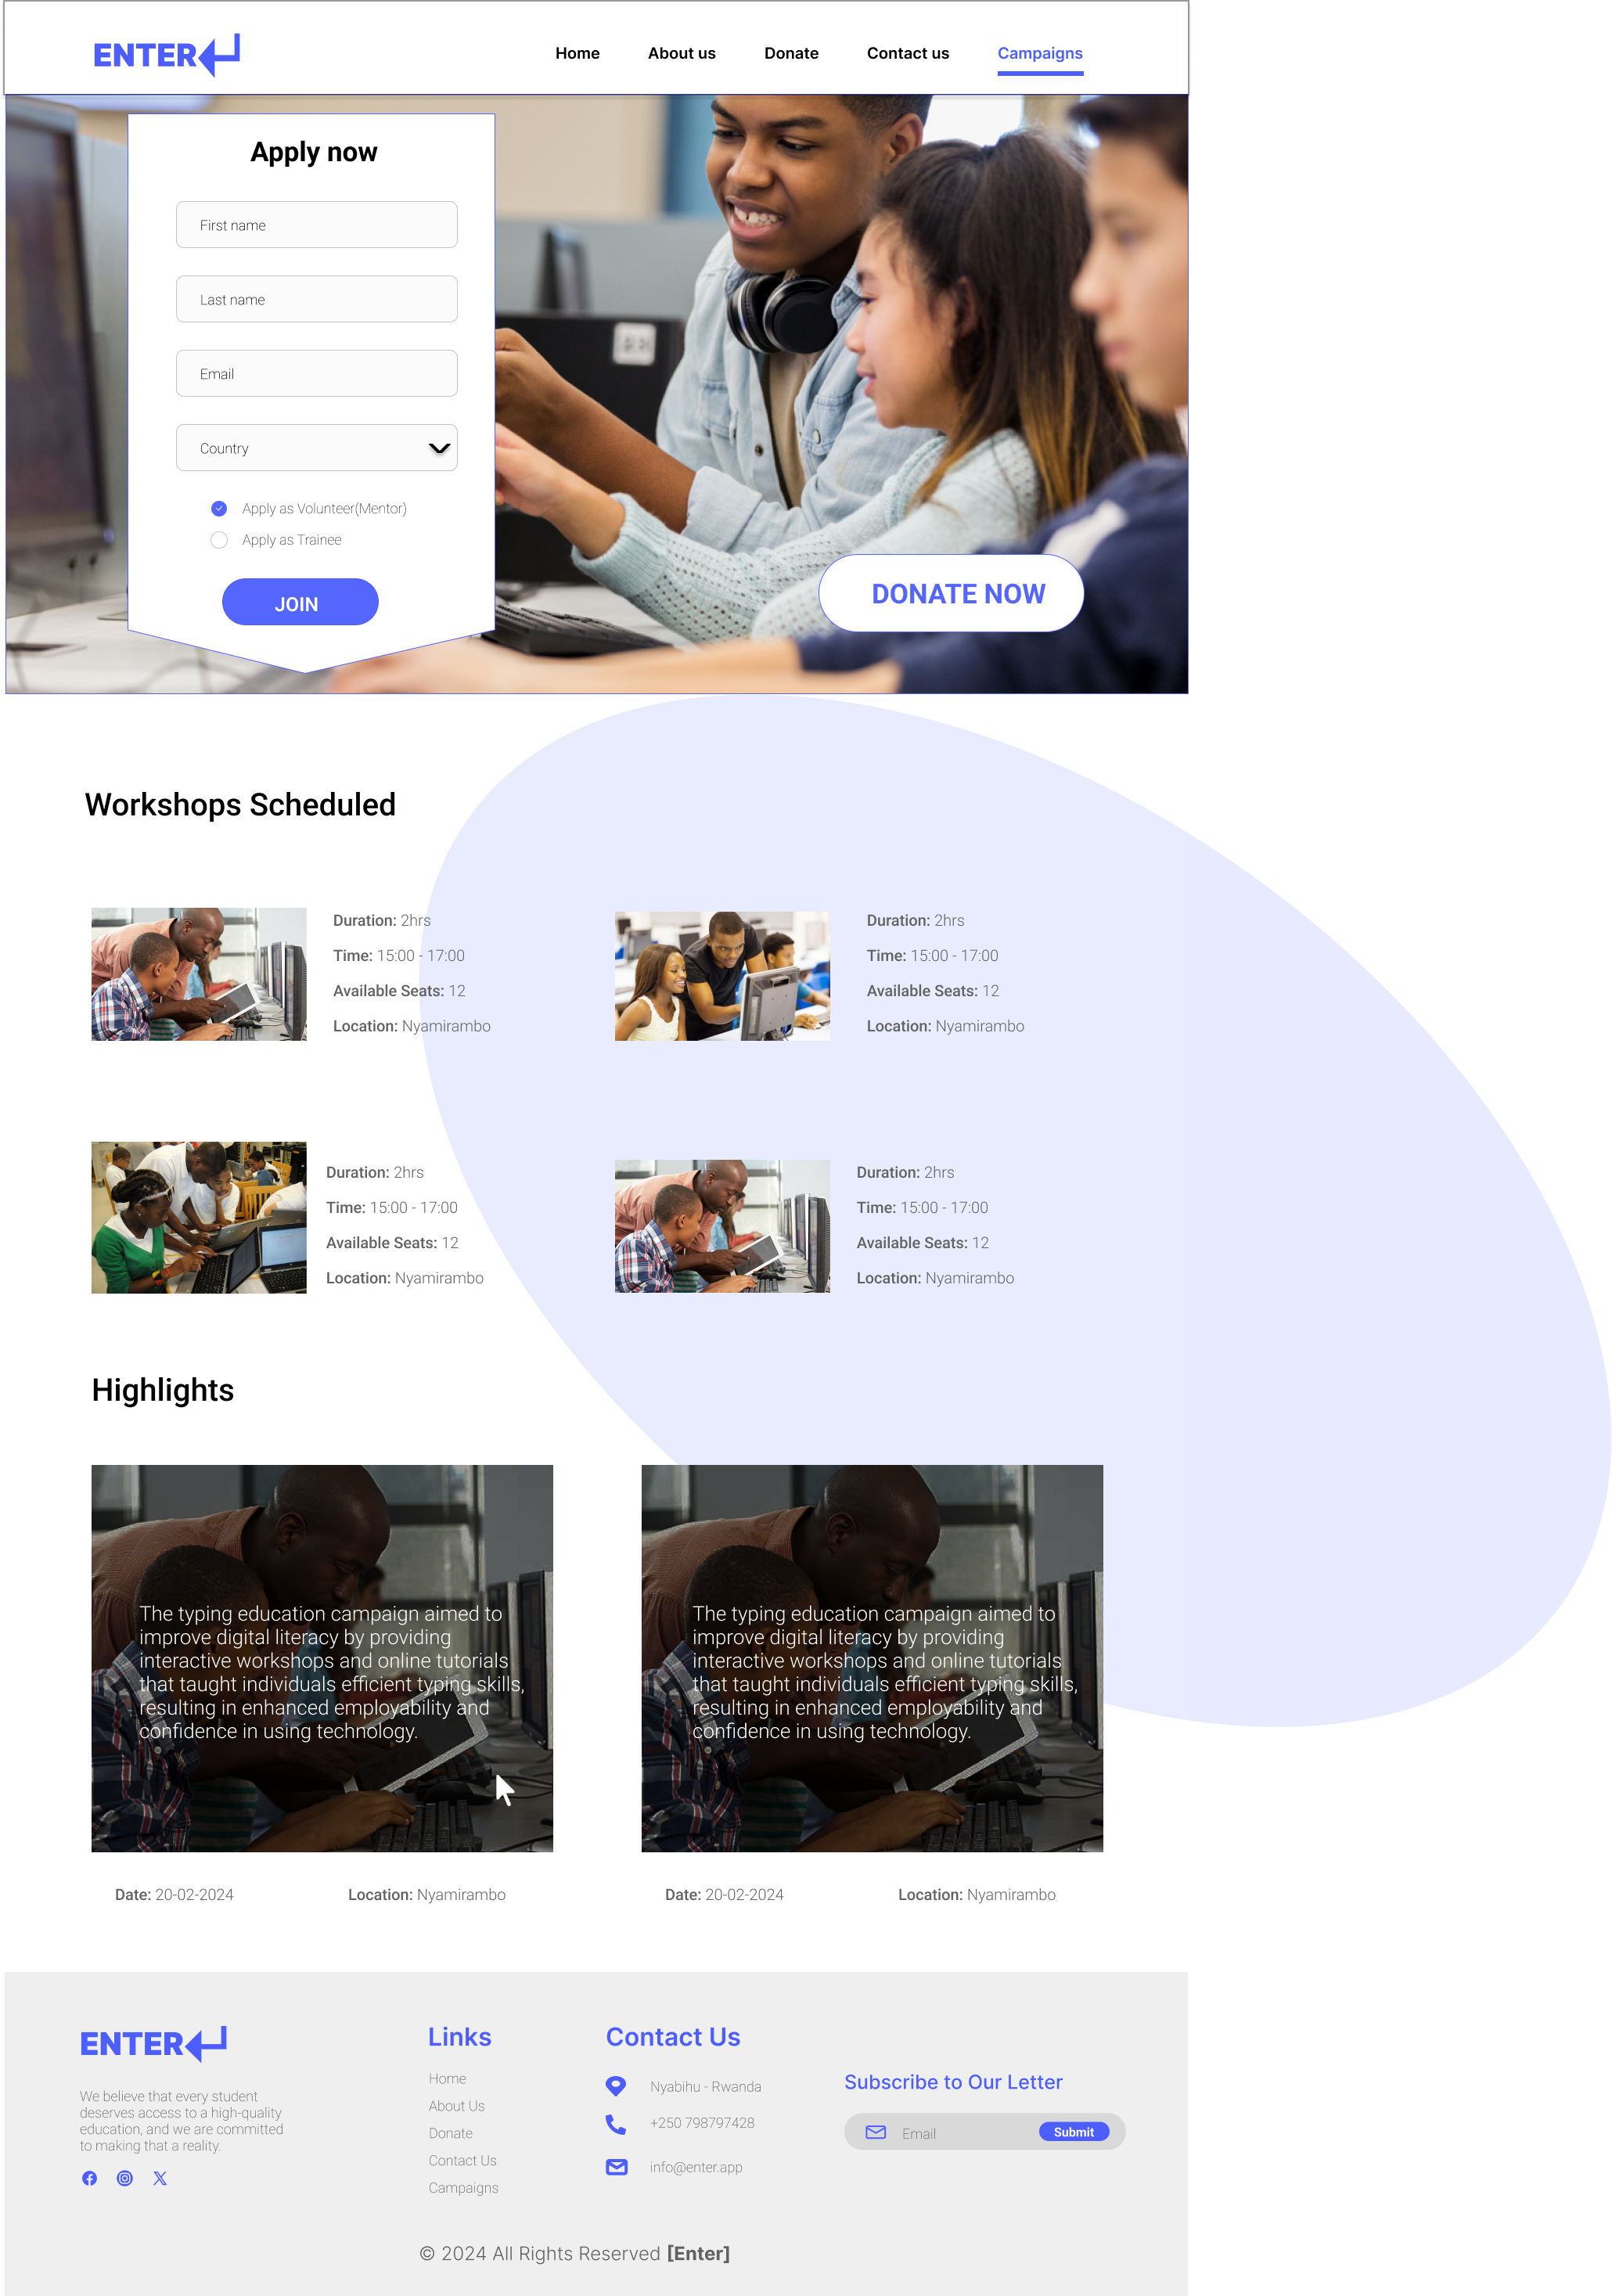 ENTER
Home
About us
Donate
Contact us
Campaigns
Apply now
First name
Last name
Email
Country
Apply as Volunteer(Mentor)
Apply as Trainee
JOIN
DONATE NOW
Workshops Scheduled
Duration: 2hrs
Time: 15:00 - 17:00
Available Seats: 12
Location: Nyamirambo
Duration: 2hrs
Time: 15:00 - 17:00
Available Seats: 12
Location: Nyamirambo
Duration: 2hrs
Time: 15:00 - 17:00
Available Seats: 12
Location: Nyamirambo
Duration: 2hrs
Time: 15:00 - 17:00
Available Seats: 12
Location: Nyamirambo
Highlights
The typing education campaign aimed to
improve digital literacy by providing
interactive workshops and online tutorials
that taught individuals efficient typing skills,
resulting in enhanced employability and
confidence in using technology.
Date: 20-02-2024
Location: Nyamirambo
The typing education campaign aimed to
improve digital literacy by providing
interactive workshops and online tutorials
that taught individuals efficient typing skills,
resulting in enhanced employability and
confidence in using technology.
Date: 20-02-2024
Location: Nyamirambo
ENTER
We believe that every student
deserves access to a high-quality
education, and we are committed
to making that a reality.
Links
Home
About Us
Donate
Contact Us
Campaigns
Contact Us
Nyabihu - Rwanda
+250 798797428
info@enter.app
Subscribe to Our Letter
Email
Submit
© 2024 All Rights Reserved [Enter]